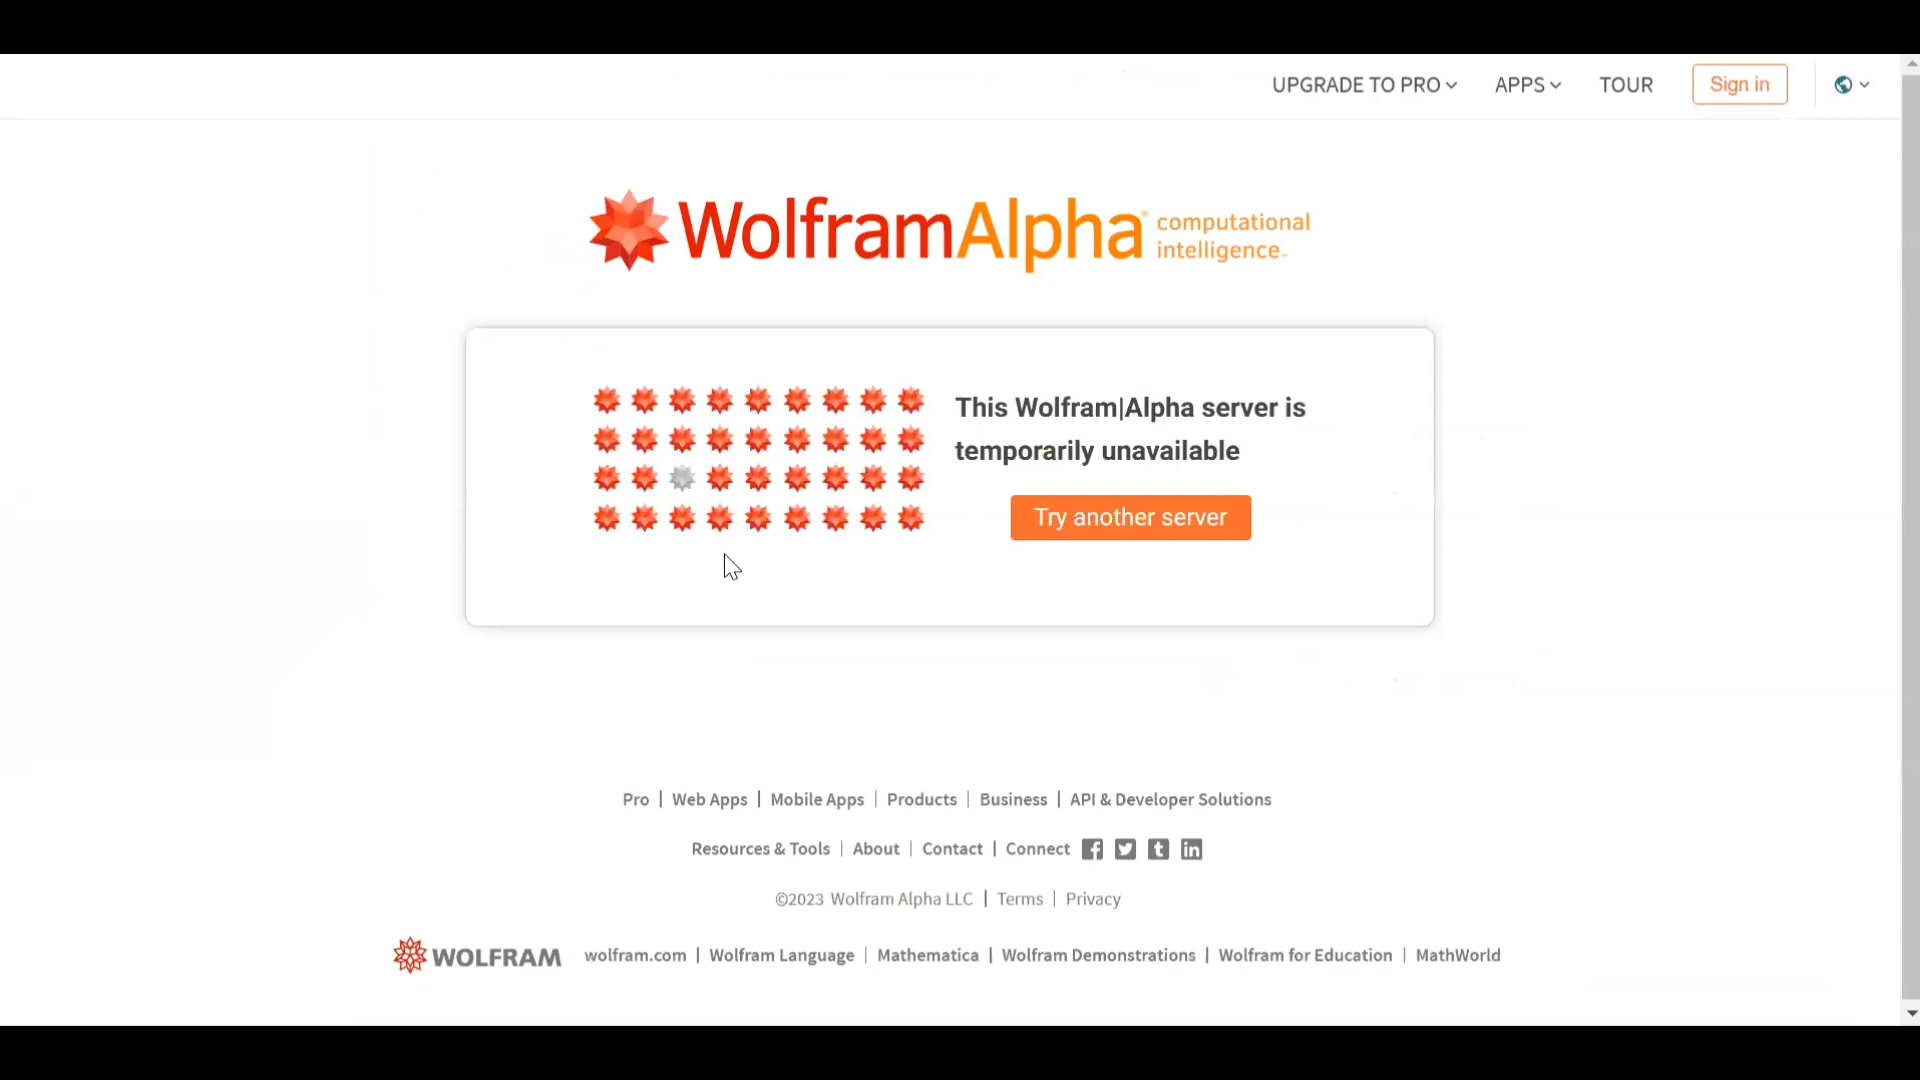 UPGRADE TO PRO APPS TOUR Sign in
WolframAlpha® computational
intelligence™
This Wolfram|Alpha server is
temporarily unavailable
Try another server
Pro | Web Apps | Mobile Apps | Products | Business | API & Developer Solutions
Resources & Tools | About | Contact | Connect
©2023 Wolfram Alpha LLC | Terms | Privacy
WOLFRAM wolfram.com | Wolfram Language | Mathematica | Wolfram Demonstrations | Wolfram for Education | MathWorld